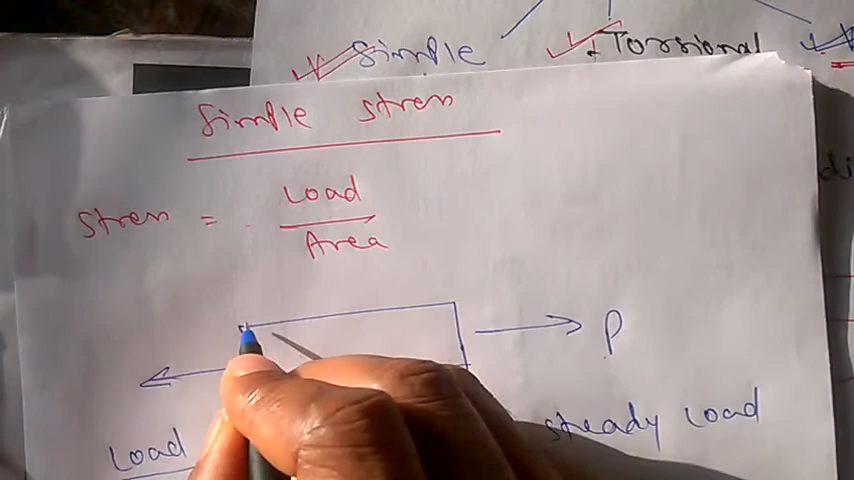 Simple
Torsional
Simple stress
stress = Load
Area
P
steady Load
Load